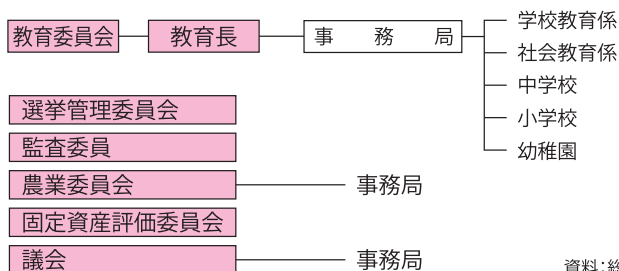 教育委員会 教育長 事務局
学校教育係
社会教育係
中学校
小学校
幼稚園
選挙管理委員会
監査委員
農業委員会 事務局
固定資産評価委員会
議会 事務局
資料:総